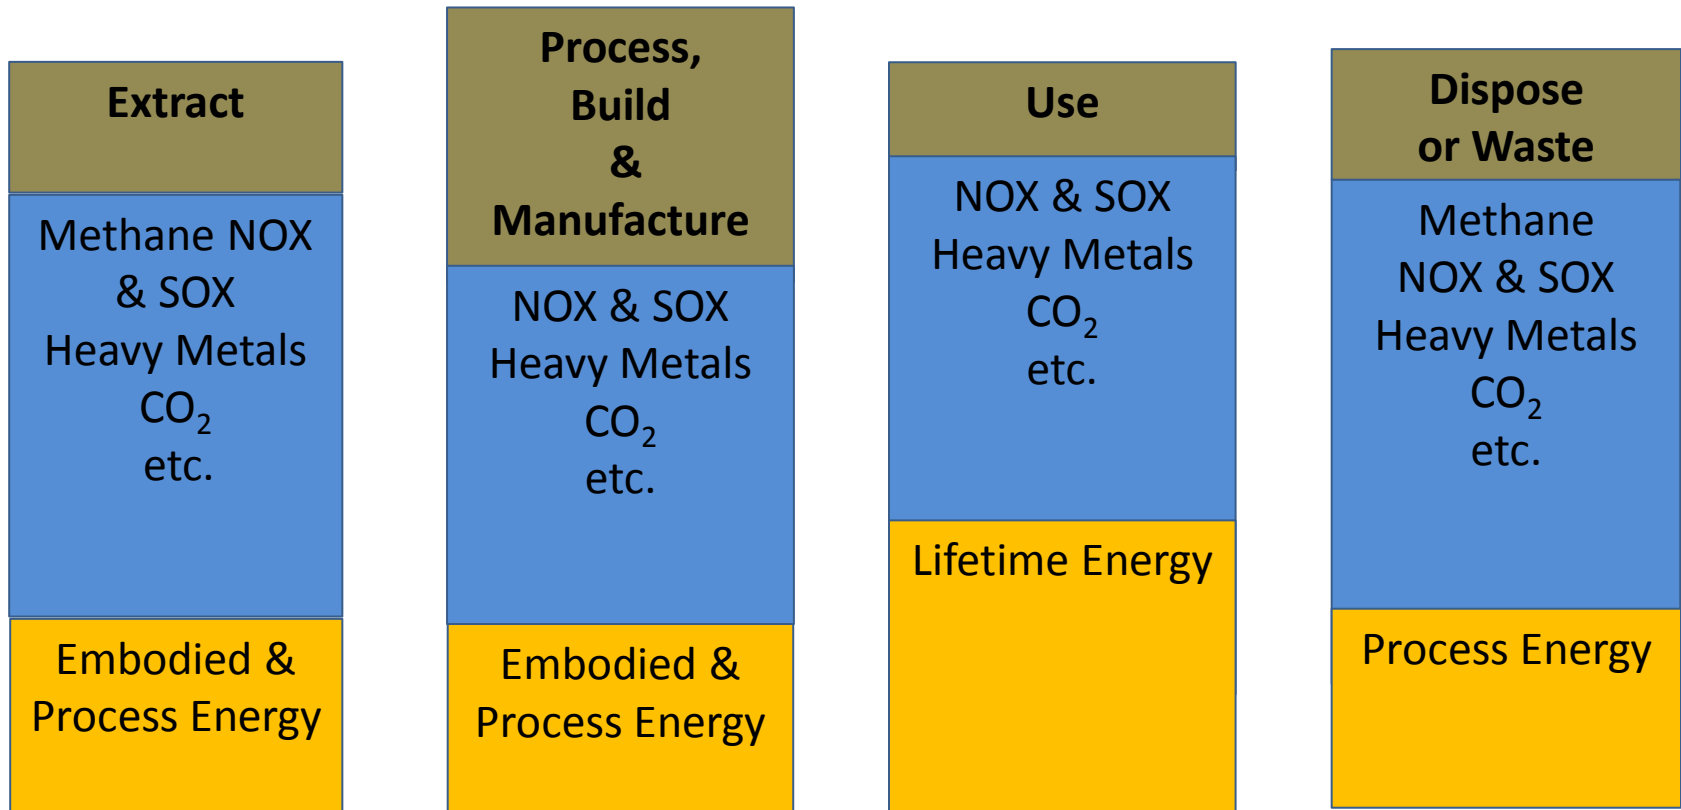 Extract
Methane NOX
& SOX
Heavy Metals
CO₂
etc.
Embodied &
Process Energy
Process,
Build
&
Manufacture
NOX & SOX
Heavy Metals
CO₂
etc.
Embodied &
Process Energy
Use
NOX & SOX
Heavy Metals
CO₂
etc.
Lifetime Energy
Dispose
or Waste
Methane
NOX & SOX
Heavy Metals
CO₂
etc.
Process Energy